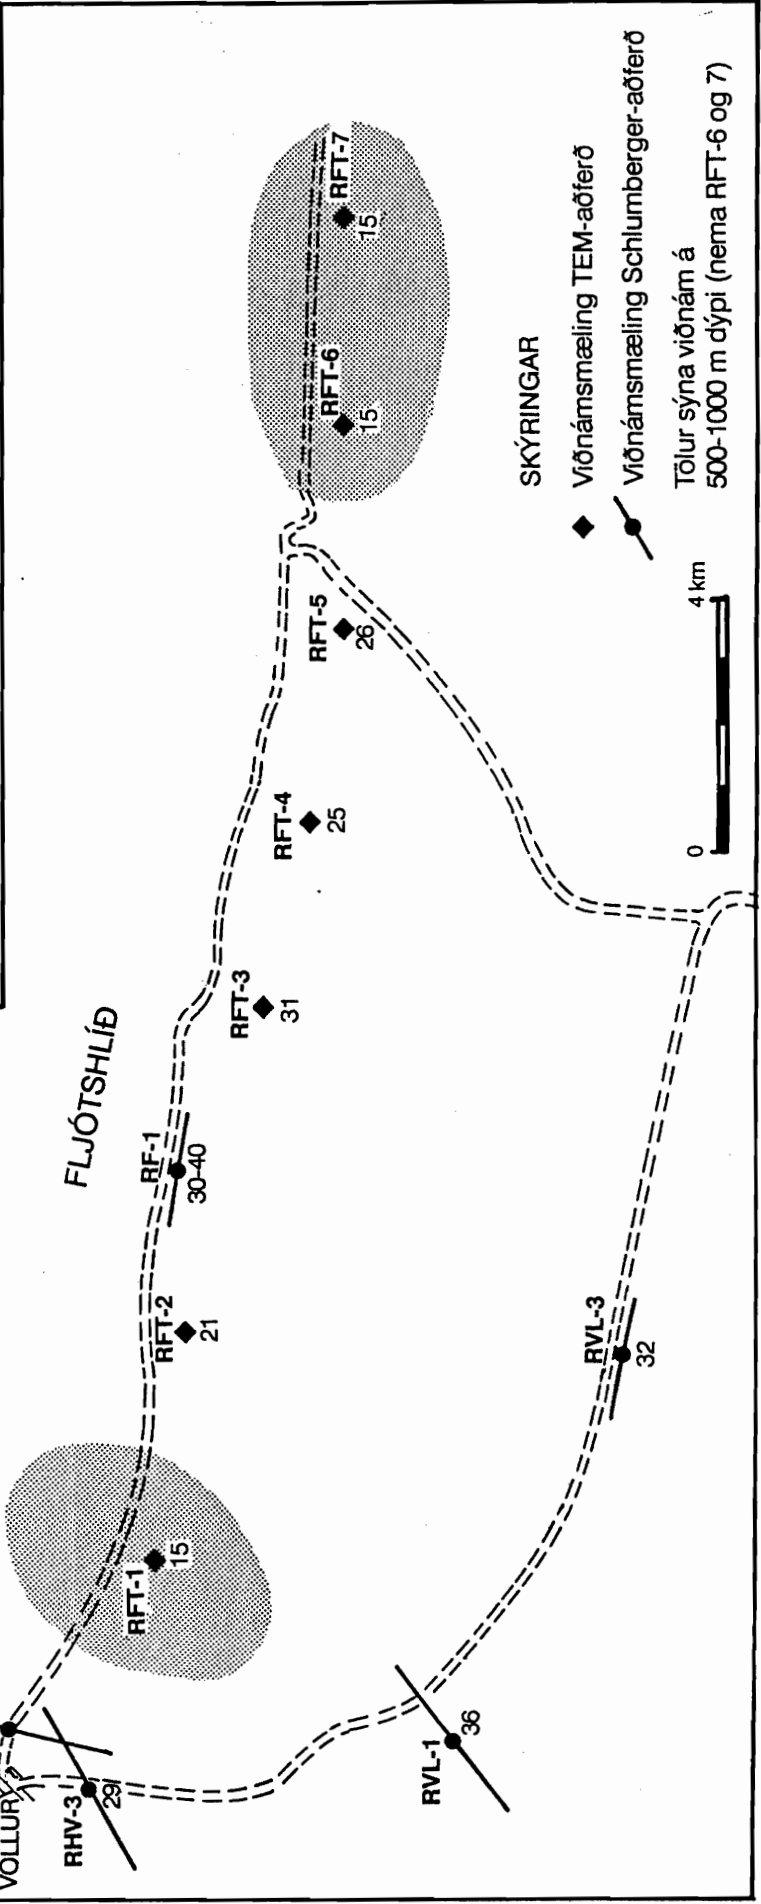 VOLLUR
RHV-3
29
RFT-1
15
RFT-2
21
FLJÓTSHLÍÐ
RF-1
30-40
RFT-3
31
RFT-4
25
RFT-5
26
RFT-6
15
RFT-7
15
RVL-1
36
RVL-3
32
SKÝRINGAR
Viðnámsmæling TEM-aðferð
Viðnámsmæling Schlumberger-aðferð
Tölur sýna viðnám á
500-1000 m dýpi (nema RFT-6 og 7)
0 4 km